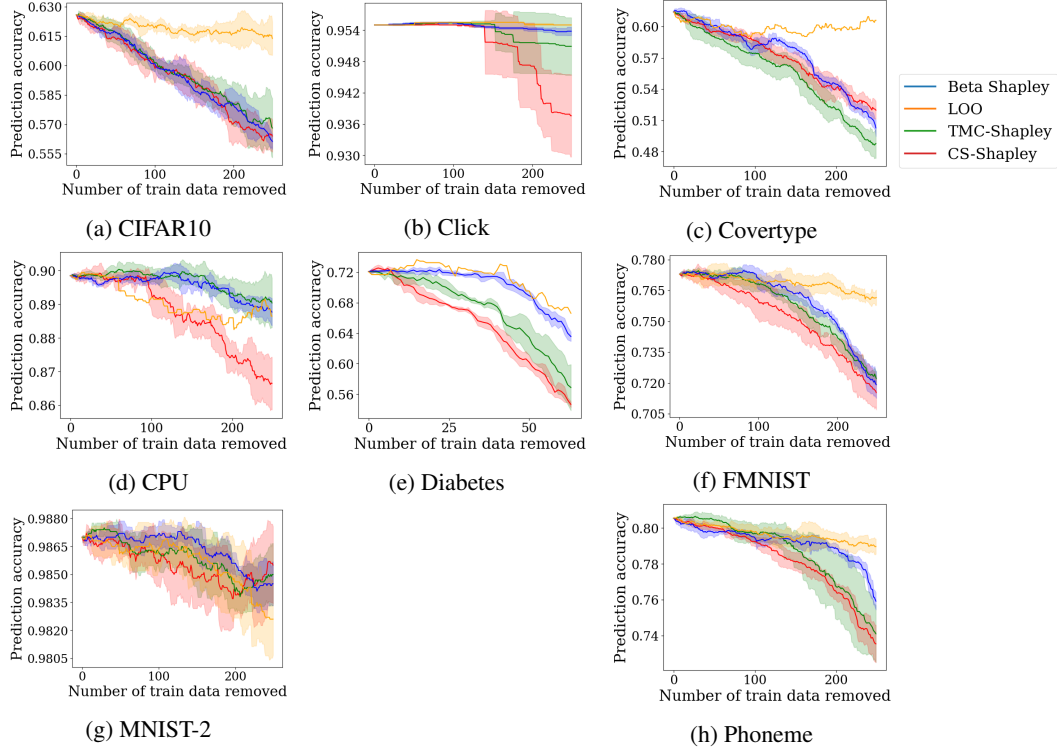 0.630
0.615
0.600
0.585
0.570
0.555
Prediction accuracy
0 100 200
Number of train data removed
(a) CIFAR10
0.954
0.948
0.942
0.936
0.930
Prediction accuracy
0 100 200
Number of train data removed
(b) Click
0.60
0.57
0.54
0.51
0.48
Prediction accuracy
0 100 200
Number of train data removed
(c) Covertype
Beta Shapley
LOO
TMC-Shapley
CS-Shapley
0.90
0.89
0.88
0.87
0.86
Prediction accuracy
0 100 200
Number of train data removed
(d) CPU
0.72
0.68
0.64
0.60
0.56
Prediction accuracy
0 25 50
Number of train data removed
(e) Diabetes
0.780
0.765
0.750
0.735
0.720
0.705
Prediction accuracy
0 100 200
Number of train data removed
(f) FMNIST
0.9880
0.9865
0.9850
0.9835
0.9820
0.9805
Prediction accuracy
0 100 200
Number of train data removed
(g) MNIST-2
0.80
0.78
0.76
0.74
Prediction accuracy
0 100 200
Number of train data removed
(h) Phoneme